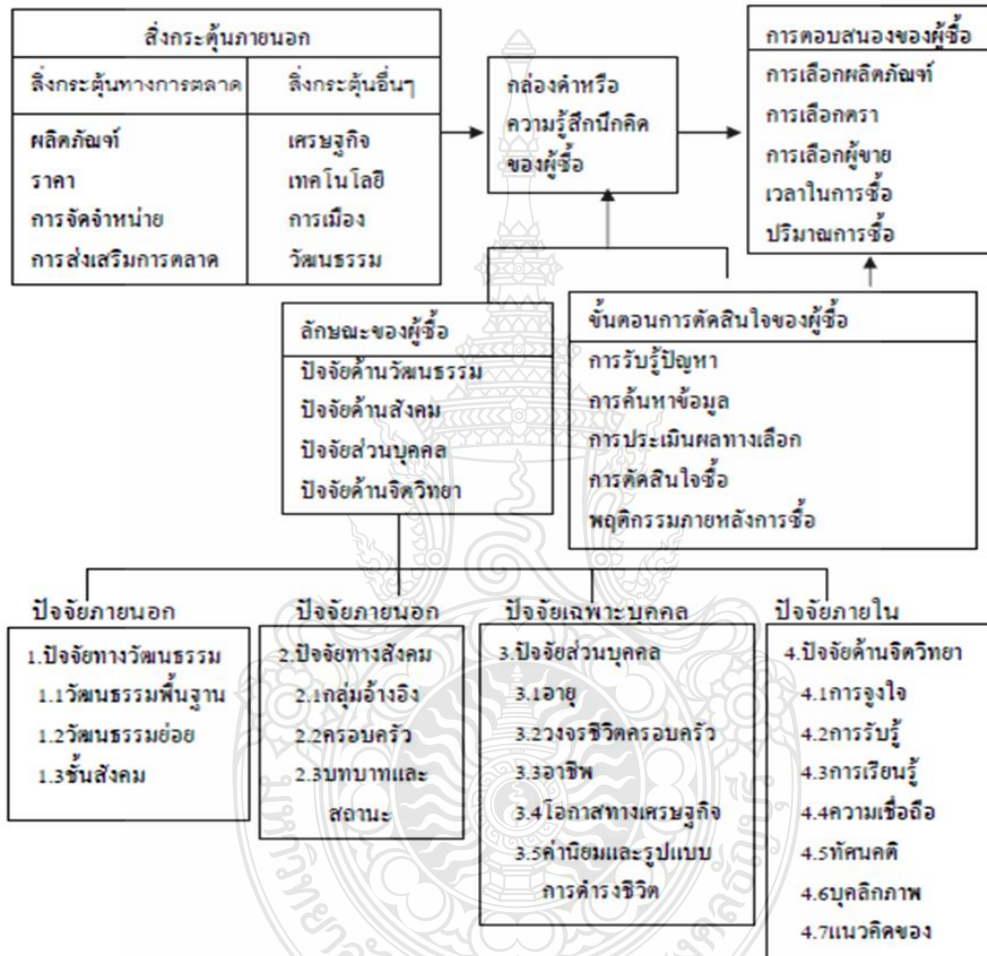 สิ่งกระตุ้นภายนอก
สิ่งกระตุ้นทางการตลาด
ผลิตภัณฑ์
ราคา
การจัดจำหน่าย
การส่งเสริมการตลาด
สิ่งกระตุ้นอื่นๆ
เศรษฐกิจ
เทคโนโลยี
การเมือง
วัฒนธรรม
กล่องดำหรือ
ความรู้สึกนึกคิด
ของผู้ซื้อ
การตอบสนองของผู้ซื้อ
การเลือกผลิตภัณฑ์
การเลือกตรา
การเลือกผู้ขาย
เวลาในการซื้อ
ปริมาณการซื้อ
ลักษณะของผู้ซื้อ
ปัจจัยด้านวัฒนธรรม
ปัจจัยด้านสังคม
ปัจจัยส่วนบุคคล
ปัจจัยด้านจิตวิทยา
ขั้นตอนการตัดสินใจของผู้ซื้อ
การรับรู้ปัญหา
การค้นหาข้อมูล
การประเมินผลทางเลือก
การตัดสินใจซื้อ
พฤติกรรมภายหลังการซื้อ
ปัจจัยภายนอก
1.ปัจจัยทางวัฒนธรรม
1.1วัฒนธรรมพื้นฐาน
1.2วัฒนธรรมย่อย
1.3ชั้นสังคม
ปัจจัยภายนอก
2.ปัจจัยทางสังคม
2.1กลุ่มอ้างอิง
2.2ครอบครัว
2.3บทบาทและ
สถานะ
ปัจจัยเฉพาะบุคคล
3.ปัจจัยส่วนบุคคล
3.1อายุ
3.2วงจรชีวิตครอบครัว
3.3อาชีพ
3.4โอกาสทางเศรษฐกิจ
3.5ค่านิยมและรูปแบบ
การดำรงชีวิต
ปัจจัยภายใน
4.ปัจจัยด้านจิตวิทยา
4.1การจูงใจ
4.2การรับรู้
4.3การเรียนรู้
4.4ความเชื่อถือ
4.5ทัศนคติ
4.6บุคลิกภาพ
4.7แนวคิดของ